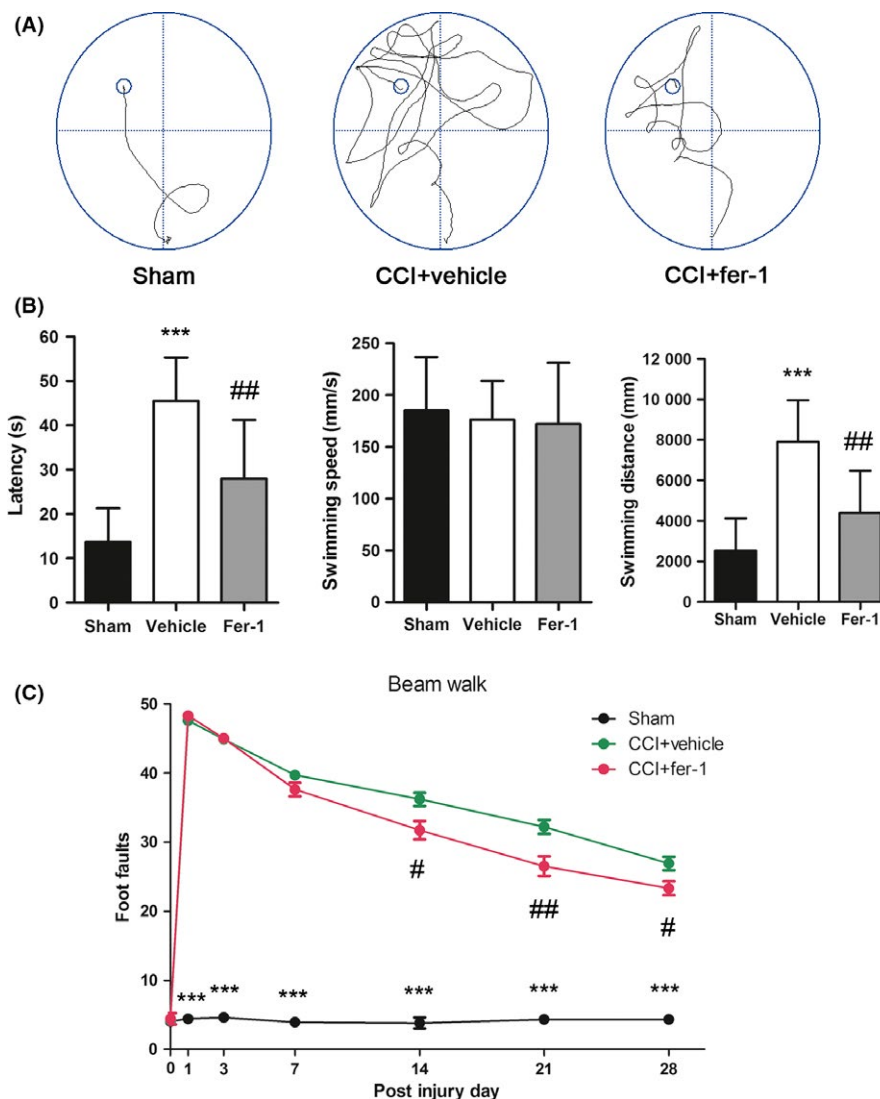 (A)
Sham CCI+vehicle CCI+fer-1
(B)
Latency (s)
60
50
40
30
20
10
0
***
##
Sham Vehicle Fer-1
Swimming speed (mm/s)
250
200
150
100
50
0
Sham Vehicle Fer-1
Swimming distance (mm)
12 000
10 000
8000
6000
4000
2000
0
***
##
Sham Vehicle Fer-1
(C)
Beam walk
Sham
CCI+vehicle
CCI+fer-1
Foot faults
50
40
30
20
10
0
# ## #
*** *** *** *** *** ***
0 1 3 7 14 21 28
Post injury day